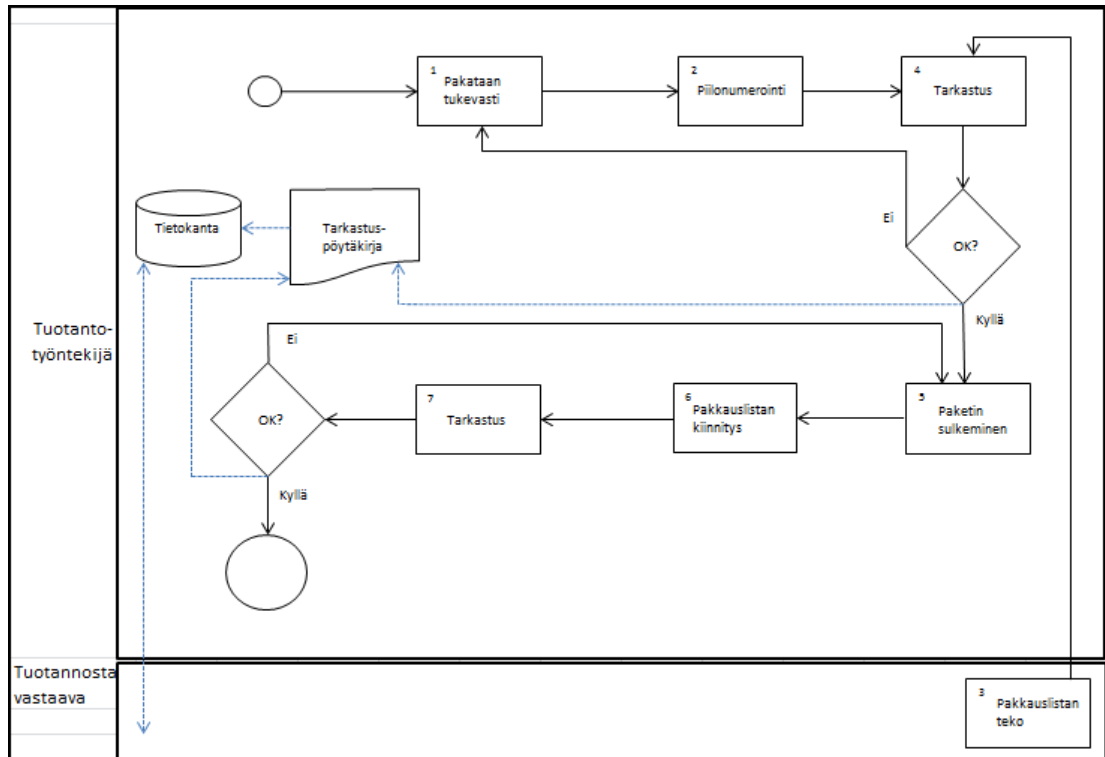 1
Pakataan
tukevasti
2
Piilonumerointi
4
Tarkastus
Tietokanta
Tarkastus-
pöytäkirja
Ei
OK?
Kyllä
Tuotanto-
työntekijä
Ei
OK?
7
Tarkastus
6
Pakkauslistan
kiinnitys
5
Paketin
sulkeminen
Kyllä
Tuotannosta
vastaava
3
Pakkauslistan
teko